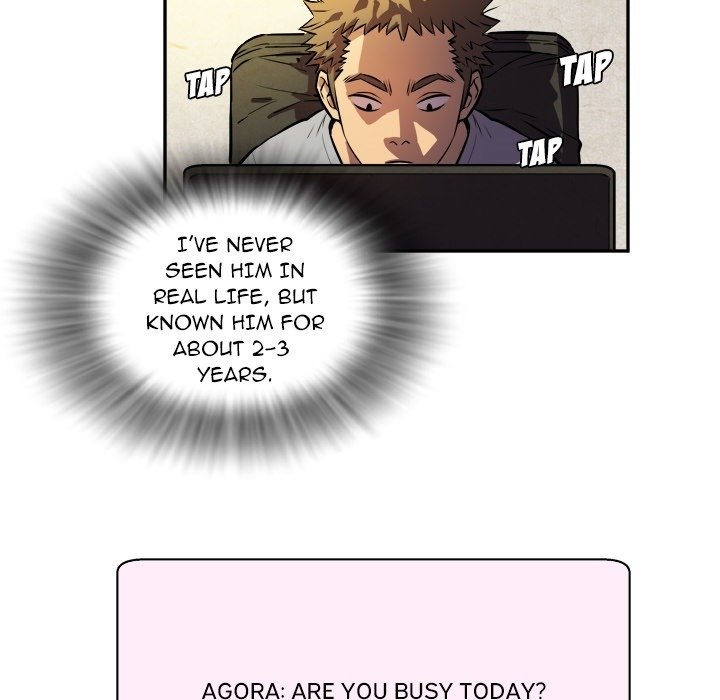 TAP
TAP
TAP
I'VE NEVER
SEEN HIM IN
REAL LIFE, BUT
KNOWN HIM FOR
ABOUT 2-3
YEARS.
AGORA: ARE YOU BUSY TODAY?